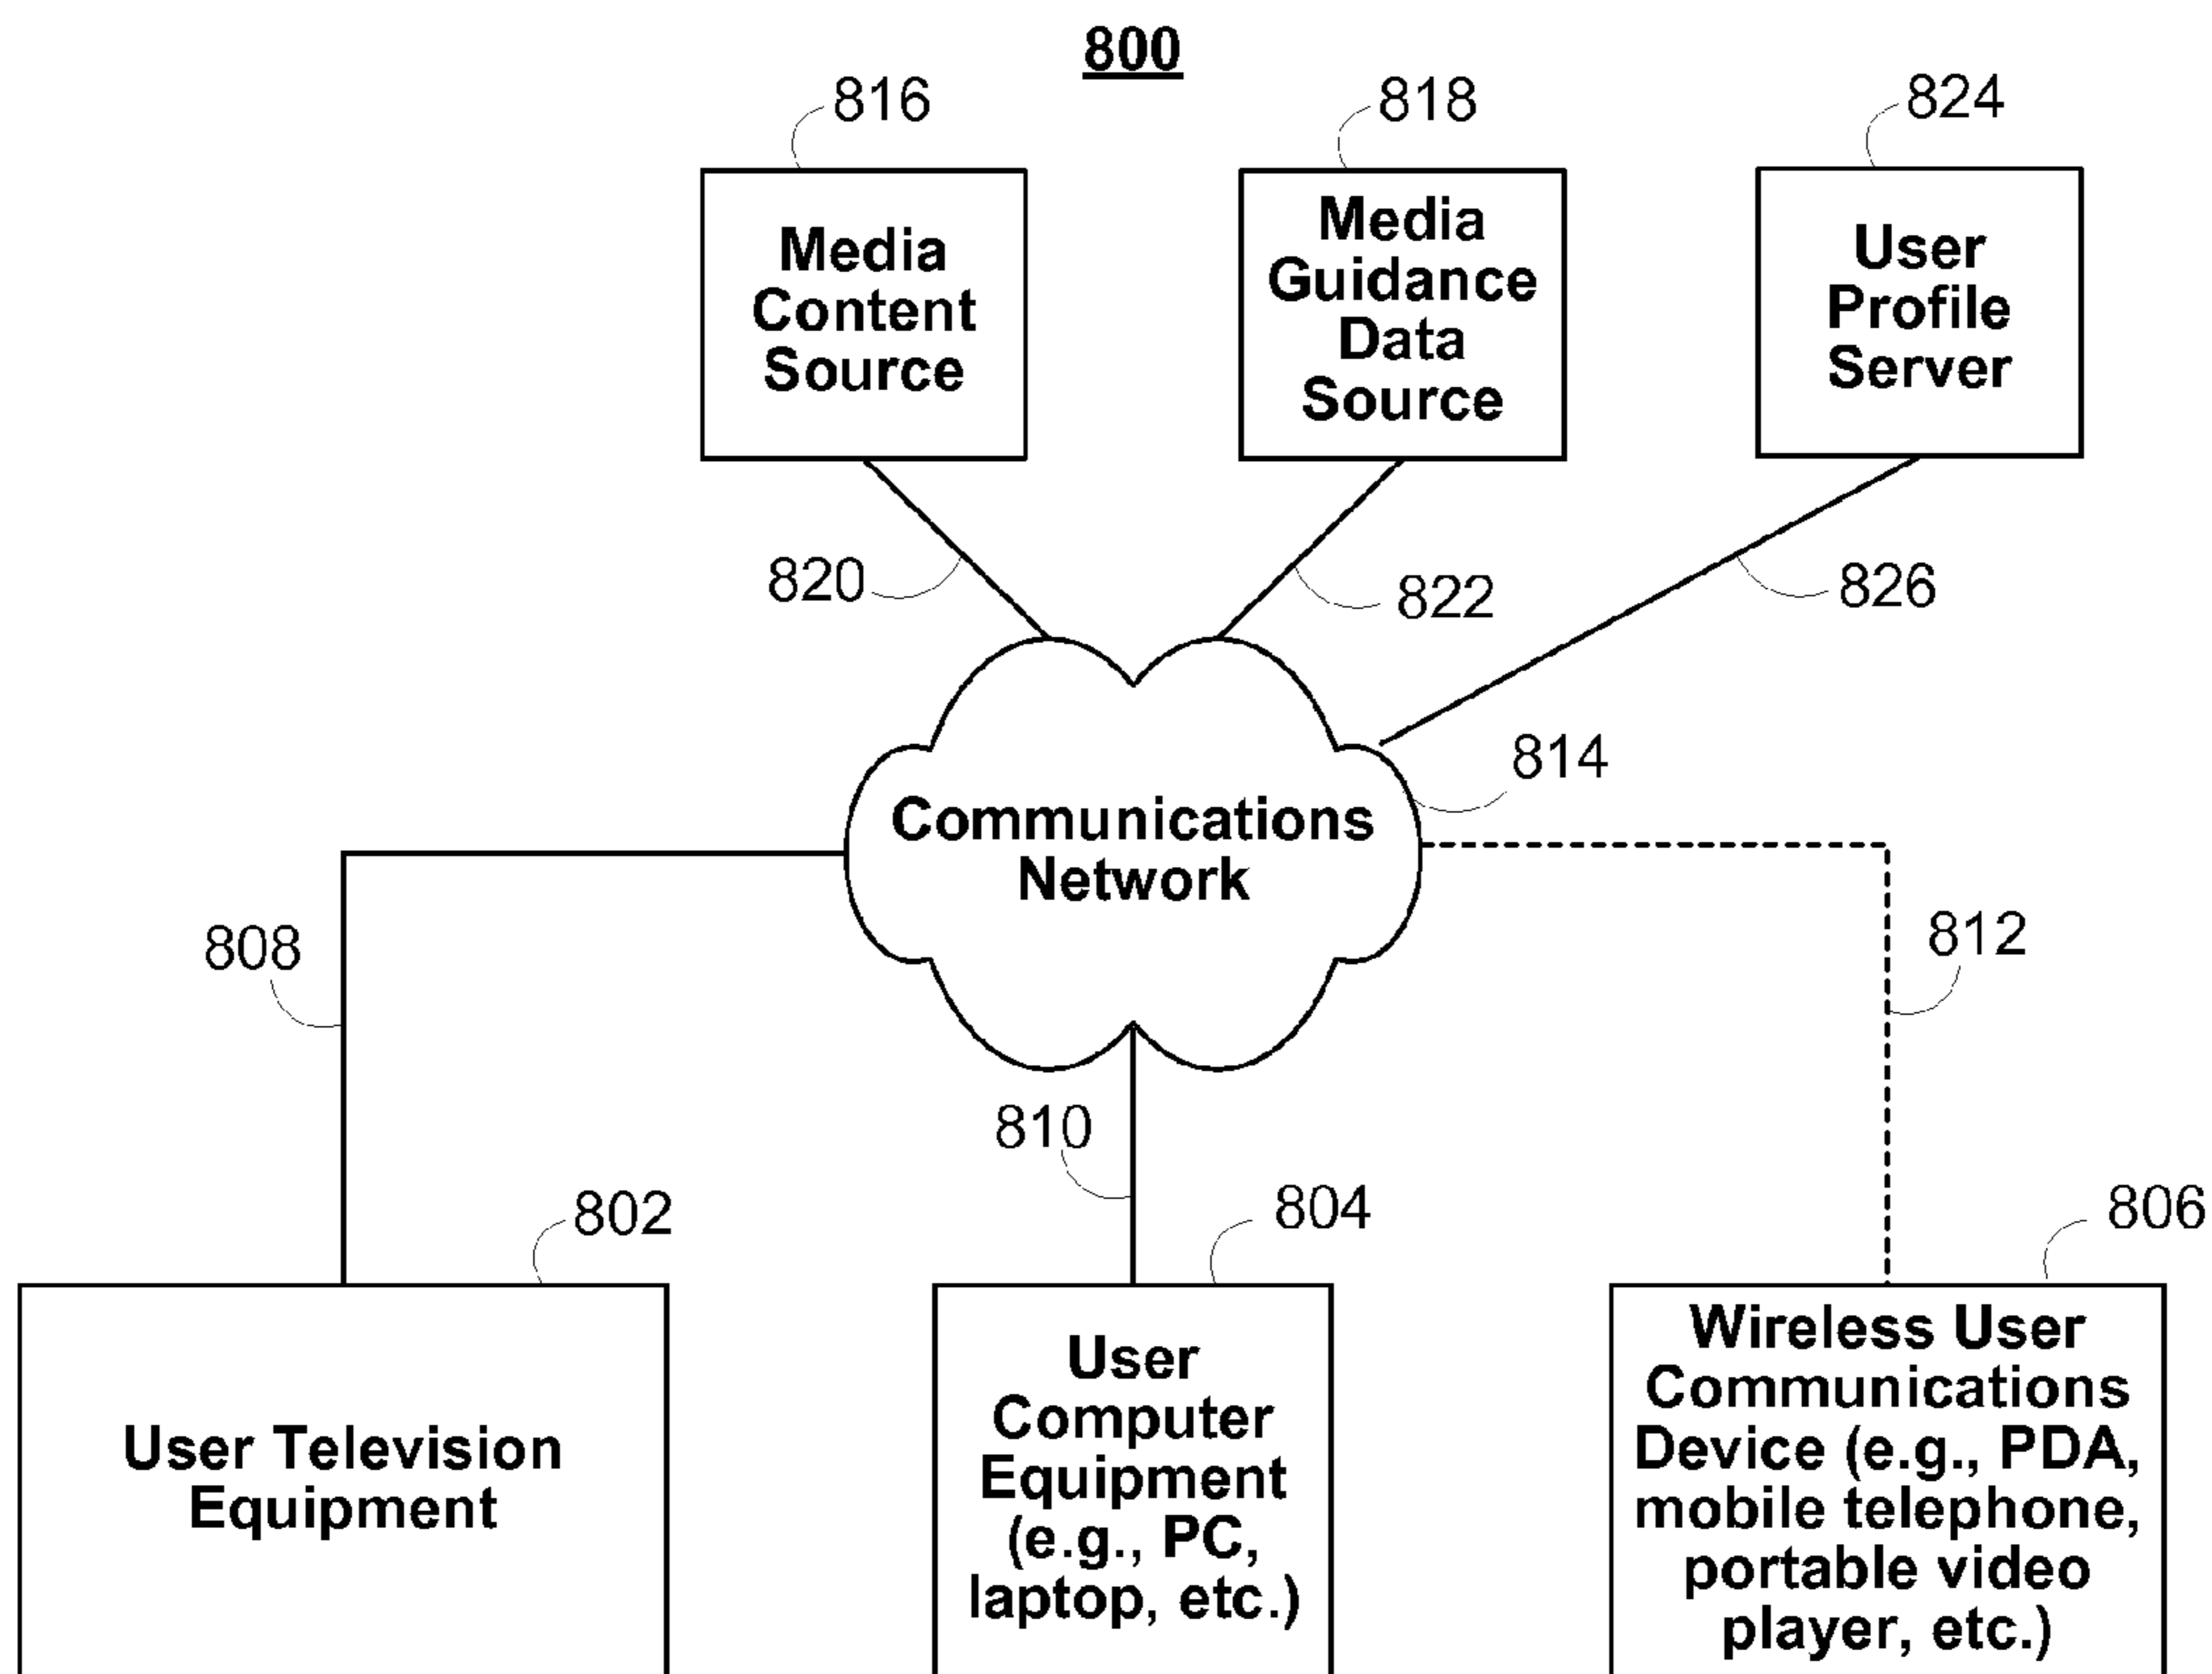 800
816
818
824
Media
Content
Source
Media
Guidance
Data
Source
User
Profile
Server
820
822
826
814
Communications
Network
808
812
810
802
804
806
User Television
Equipment
User
Computer
Equipment
(e.g., PC,
laptop, etc.)
Wireless User
Communications
Device (e.g., PDA,
mobile telephone,
portable video
player, etc.)